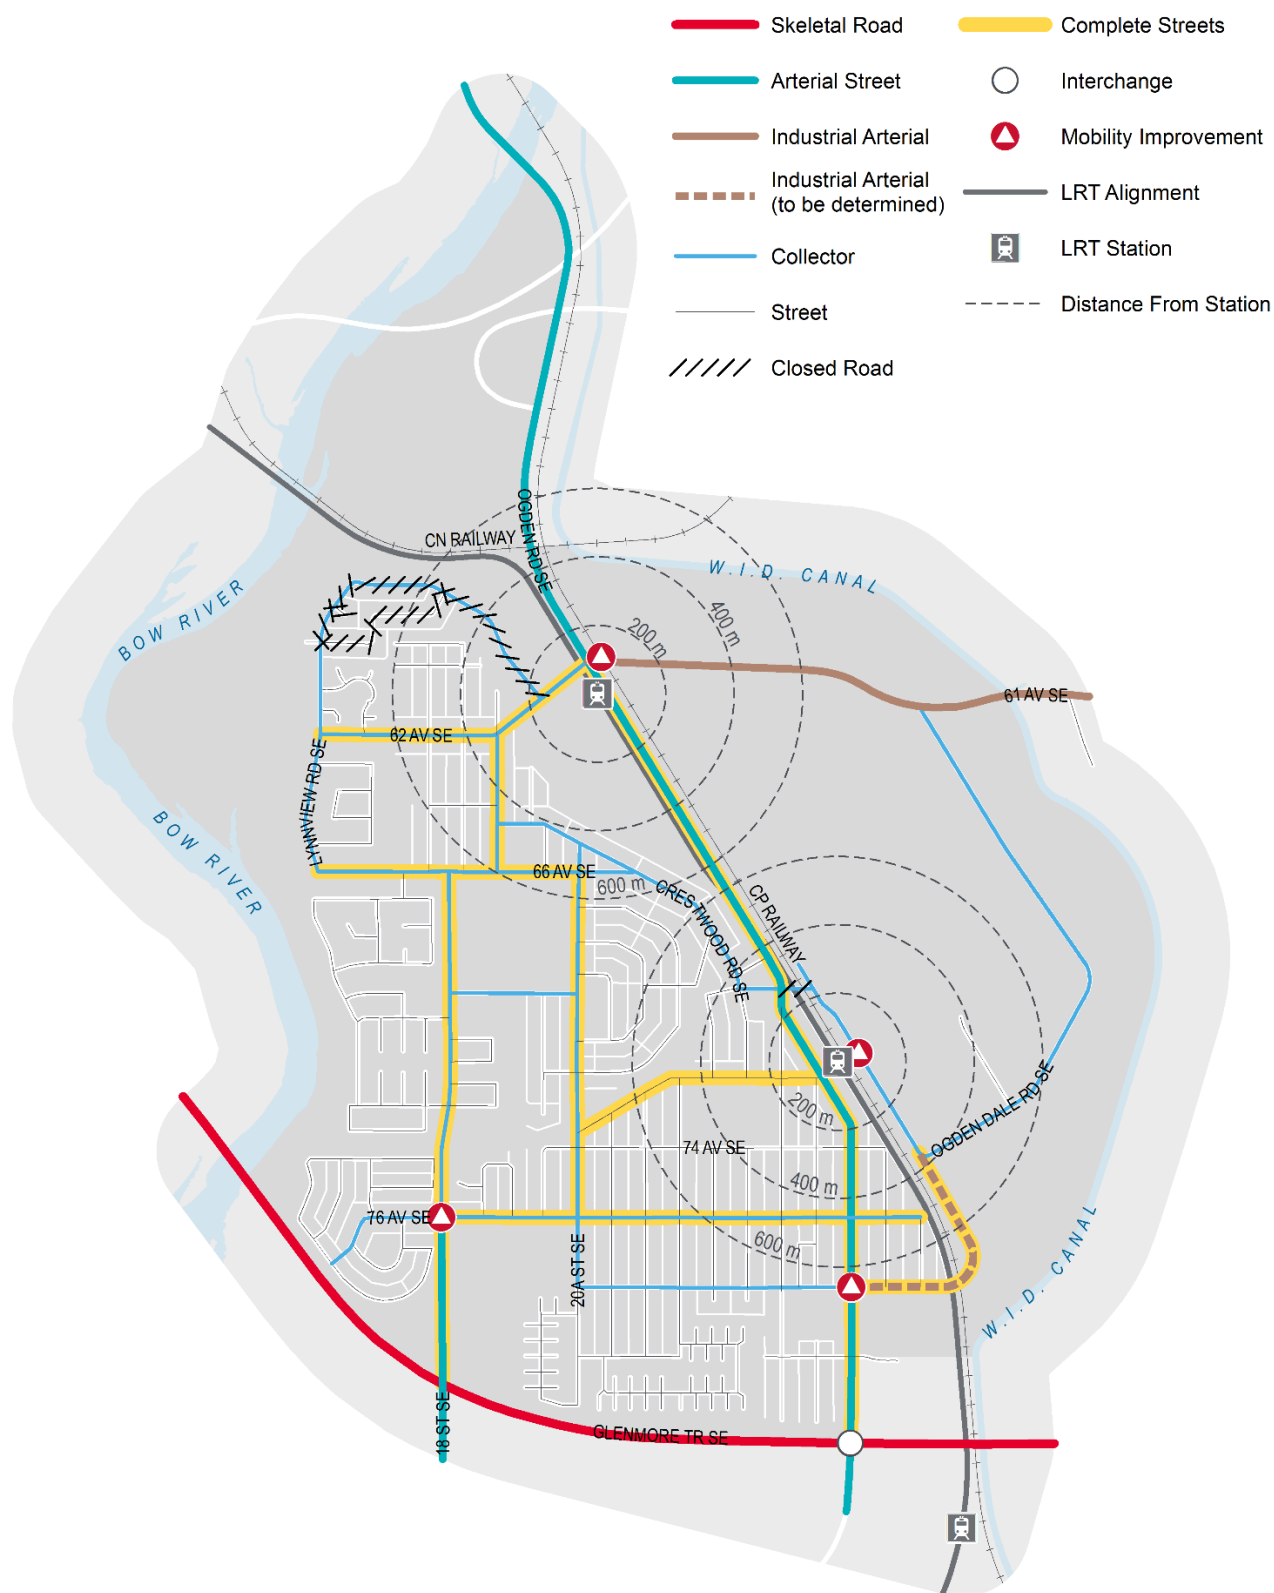 Skeletal Road
Complete Streets
Arterial Street
Interchange
Industrial Arterial
Mobility Improvement
Industrial Arterial
(to be determined)
LRT Alignment
Collector
LRT Station
Street
Distance From Station
Closed Road
OGDEN RD SE
CN RAILWAY
W.I.D. CANAL
BOW RIVER
400 m
200 m
61 AV SE
62 AV SE
LYNNVIEW RD SE
BOW RIVER
66 AV SE
600 m
CRESTWOOD RD SE
CP RAILWAY
OGDEN DALE RD SE
200 m
74 AV SE
400 m
76 AV SE
600 m
20A ST SE
W.I.D. CANAL
18 ST SE
GLENMORE TR SE